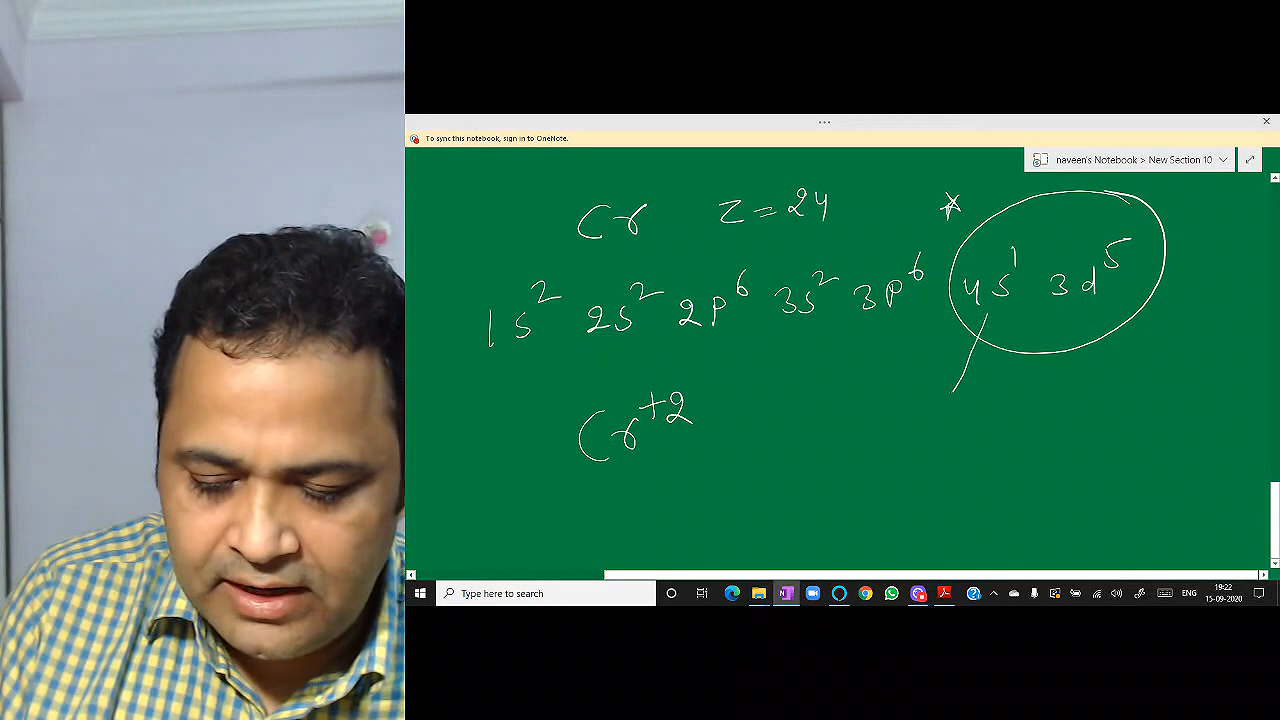 To sync this notebook, sign in to OneNote.
naveen's Notebook > New Section 10
Cr Z = 24 *
1s² 2s² 2p⁶ 3s² 3p⁶ 4s¹ 3d⁵
Cr⁺²
Type here to search
ENG
19:22
15-09-2020